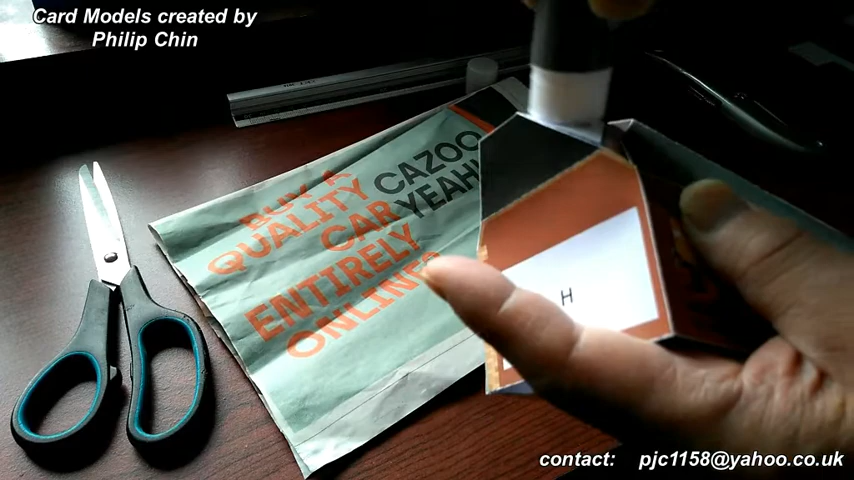 Card Models created by
Philip Chin
BUY A
QUALITY
CAR
ENTIRELY
ONLINE
CAZOO
YEAH!
H
contact: pjc1158@yahoo.co.uk